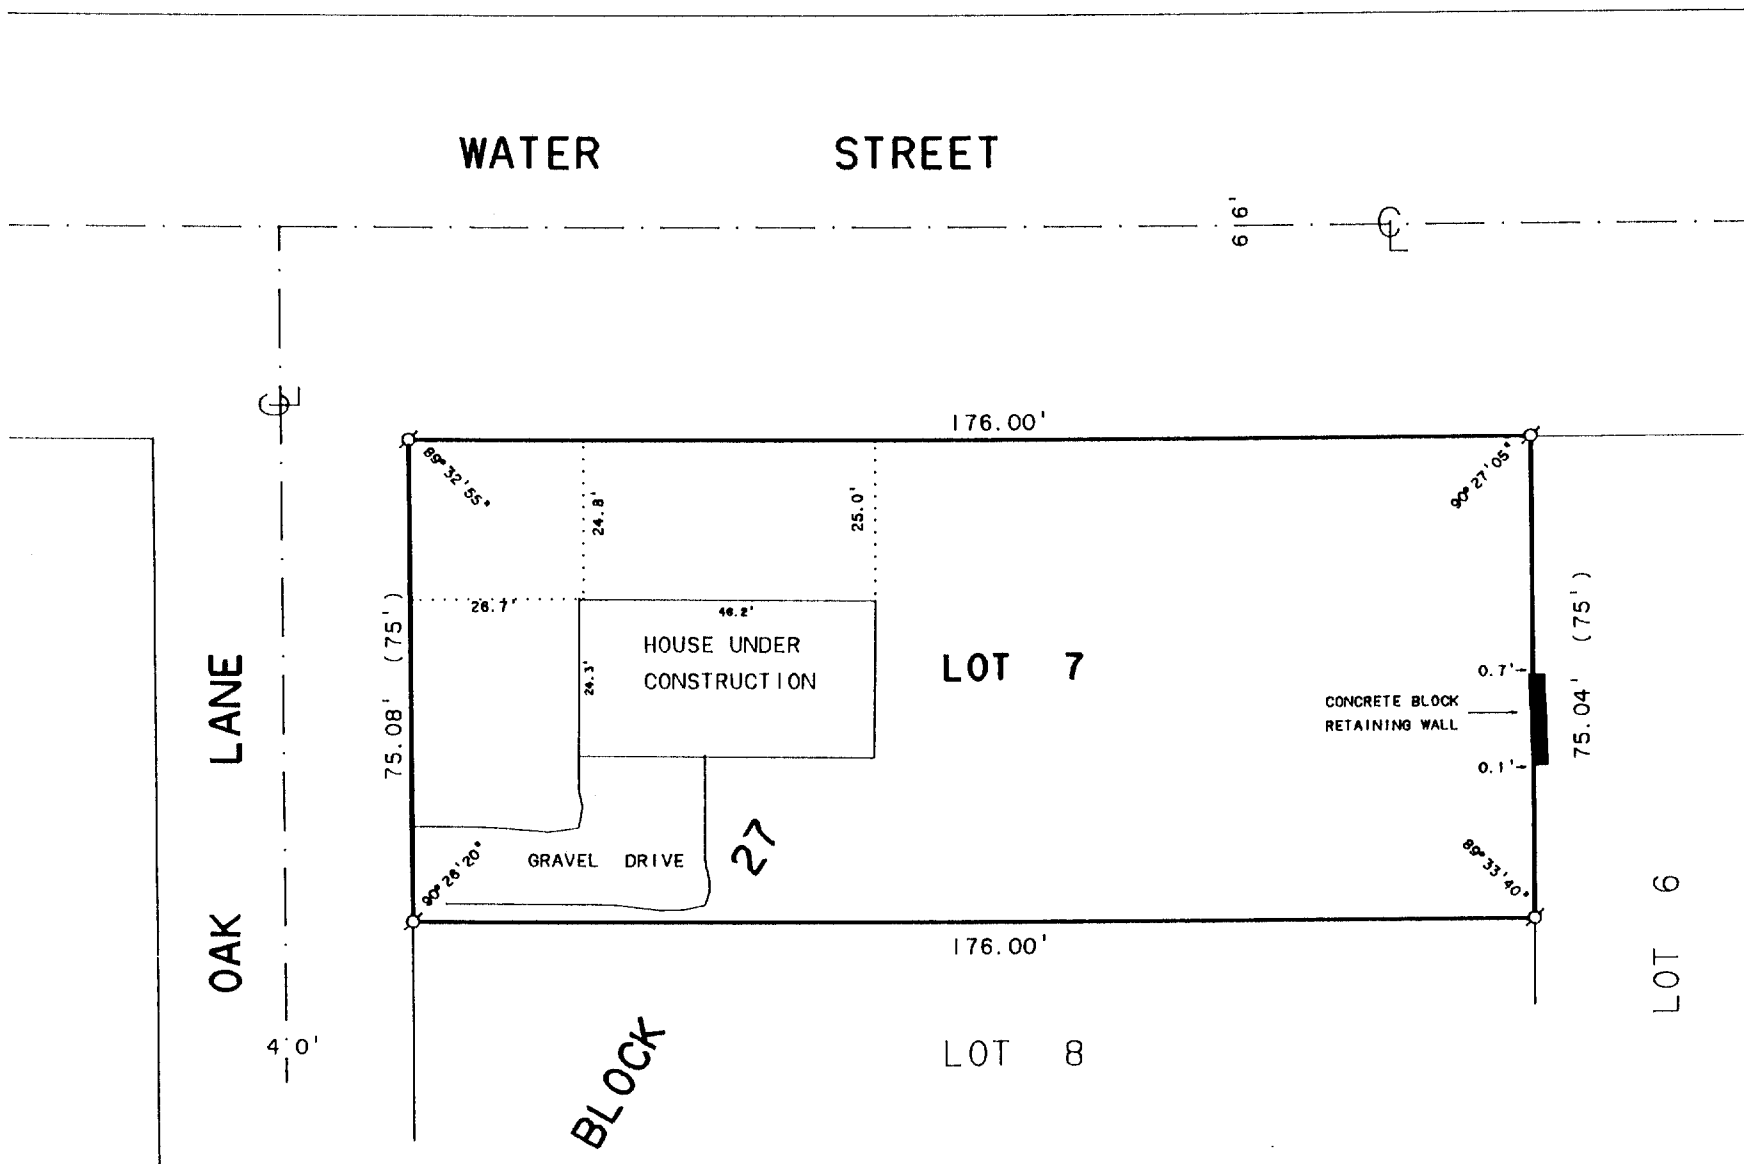 WATER STREET
66'
CL
CL
176.00'
89°32'55"
90°27'05"
24.8'
25.0'
26.7'
46.2'
HOUSE UNDER
CONSTRUCTION
24.3'
LOT 7
75.08' (75')
75.04' (75')
0.7'
CONCRETE BLOCK
RETAINING WALL
0.1'
OAK LANE
GRAVEL DRIVE
90°26'20"
89°33'40"
176.00'
BLOCK 27
LOT 6
LOT 8
40'